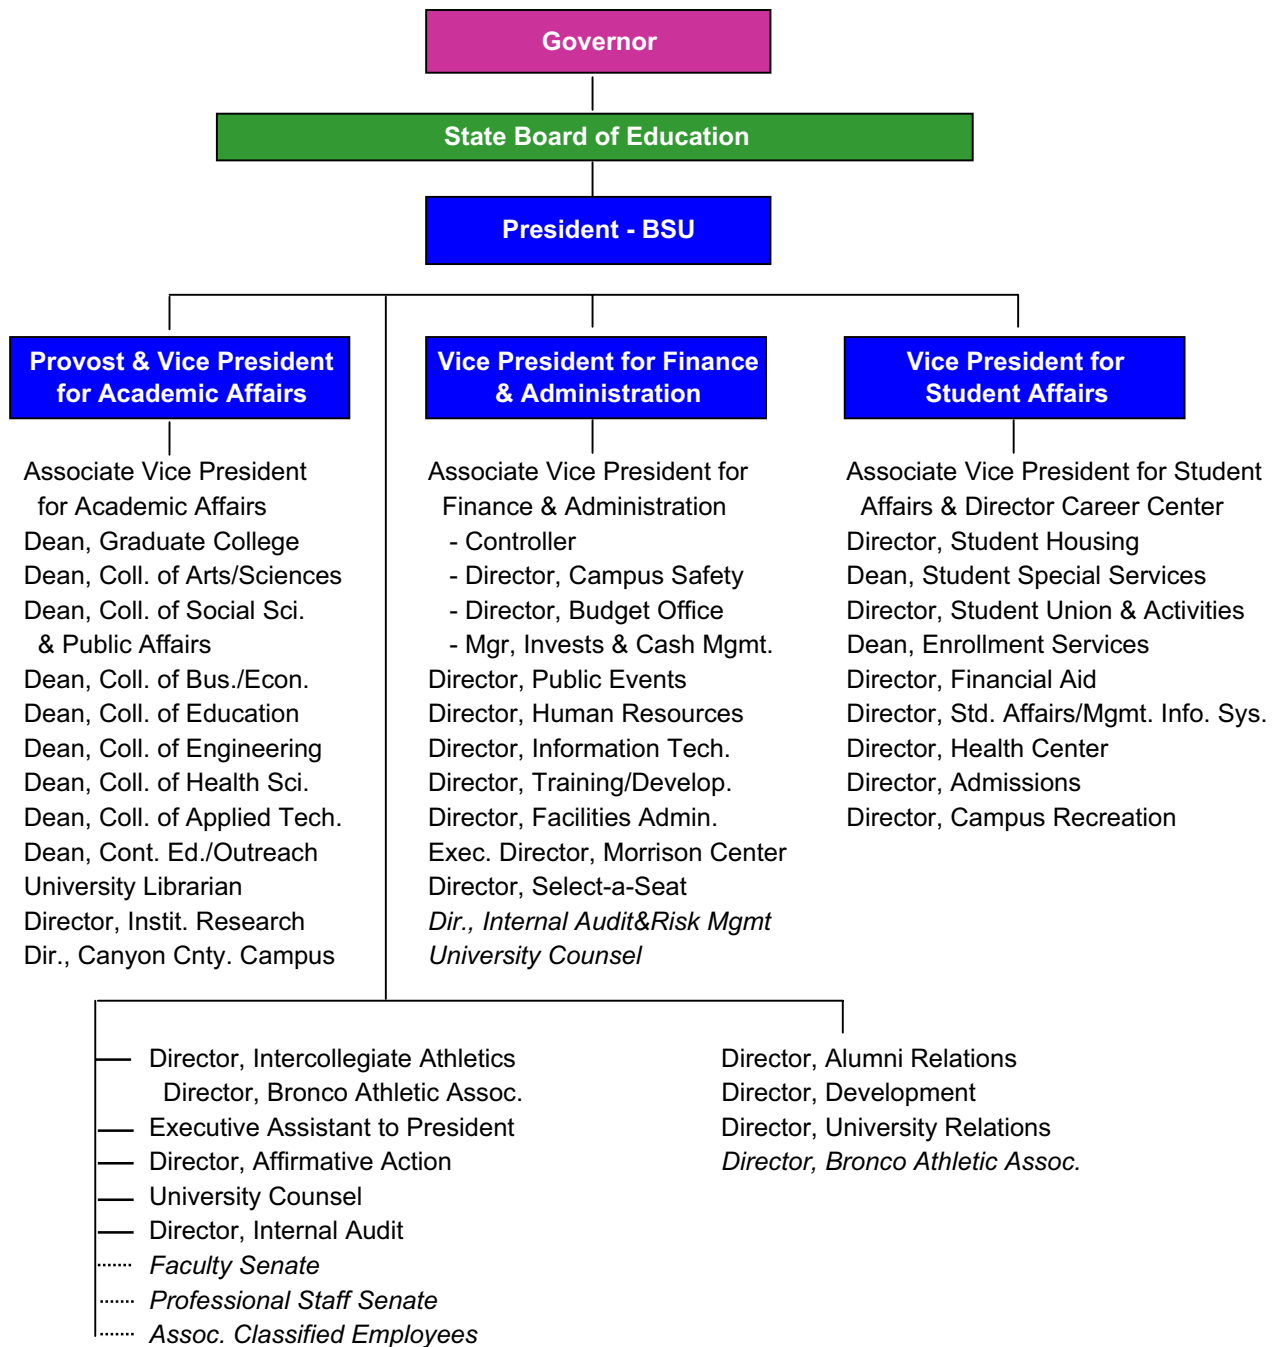 Governor
State Board of Education
President - BSU
Provost & Vice President
for Academic Affairs
Associate Vice President
for Academic Affairs
Dean, Graduate College
Dean, Coll. of Arts/Sciences
Dean, Coll. of Social Sci.
& Public Affairs
Dean, Coll. of Bus./Econ.
Dean, Coll. of Education
Dean, Coll. of Engineering
Dean, Coll. of Health Sci.
Dean, Coll. of Applied Tech.
Dean, Cont. Ed./Outreach
University Librarian
Director, Instit. Research
Dir., Canyon Cnty. Campus
Vice President for Finance
& Administration
Associate Vice President for
Finance & Administration
- Controller
- Director, Campus Safety
- Director, Budget Office
- Mgr, Invests & Cash Mgmt.
Director, Public Events
Director, Human Resources
Director, Information Tech.
Director, Training/Develop.
Director, Facilities Admin.
Exec. Director, Morrison Center
Director, Select-a-Seat
Dir., Internal Audit&Risk Mgmt
University Counsel
Vice President for
Student Affairs
Associate Vice President for Student
Affairs & Director Career Center
Director, Student Housing
Dean, Student Special Services
Director, Student Union & Activities
Dean, Enrollment Services
Director, Financial Aid
Director, Std. Affairs/Mgmt. Info. Sys.
Director, Health Center
Director, Admissions
Director, Campus Recreation
Director, Intercollegiate Athletics
Director, Bronco Athletic Assoc.
Executive Assistant to President
Director, Affirmative Action
University Counsel
Director, Internal Audit
Faculty Senate
Professional Staff Senate
Assoc. Classified Employees
Director, Alumni Relations
Director, Development
Director, University Relations
Director, Bronco Athletic Assoc.